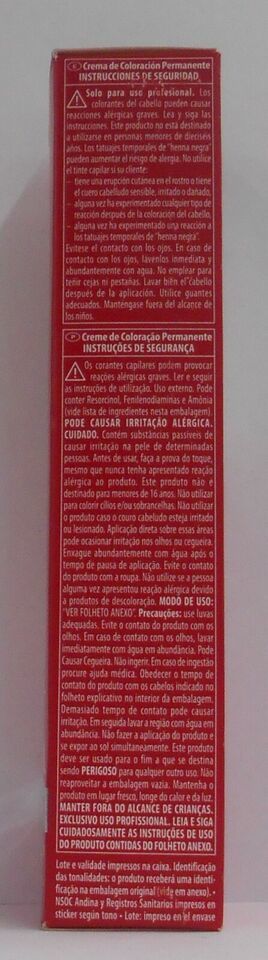 E Crema de Coloración Permanente
INSTRUCCIONES DE SEGURIDAD
Solo para uso profesional. Los
colorantes del cabello pueden causar
reacciones alérgicas graves. Lea y siga las
instrucciones. Este producto no está destinado
a utilizarse en personas menores de dieciséis
años. Los tatuajes temporales de "henna negra"
pueden aumentar el riesgo de alergia. No utilice
el tinte capilar si su cliente:
– tiene una erupción cutánea en el rostro o tiene
el cuero cabelludo sensible, irritado o dañado,
– alguna vez ha experimentado cualquier tipo de
reacción después de la coloración del cabello,
– alguna vez ha experimentado una reacción a
los tatuajes temporales de "henna negra".
Evitese el contacto con los ojos. En caso de
contacto con los ojos, lávenlos inmediata y
abundantemente con agua. No emplear para
teñir cejas ni pestañas. Lavar bién el cabello
después de la aplicación. Utilice guantes
adecuados. Mantengase fuera del alcance de
los niños.
P Creme de Coloração Permanente
INSTRUÇÕES DE SEGURANÇA
Os corantes capilares podem provocar
reações alérgicas graves. Ler e seguir
as instruções de utilização. Uso externo. Pode
conter Resorcinol, Fenilenodiaminas e Amônia
(vide lista de ingredientes nesta embalagem).
PODE CAUSAR IRRITAÇÃO ALÉRGICA.
CUIDADO. Contém substâncias passíveis de
causar irritação na pele de determinadas
pessoas. Antes de usar, faça a prova do toque,
mesmo que nunca tenha apresentado reação
alérgica ao produto. Este produto não é
destinado para menores de 16 anos. Não utilizar
para colorir cílios e/ou sobrancelhas. Não utilizar
o produto caso o couro cabeludo esteja irritado
ou lesionado. Aplicação direta sobre essas áreas
pode ocasionar irritação nos olhos ou cegueira.
Enxague abundantemente com água após o
tempo de pausa de aplicação. Evite o contato
do produto com a roupa. Não utilize se a pessoa
alguma vez apresentou reação alérgica devido
a produtos de descoloração. MODO DE USO:
"VER FOLHETO ANEXO". Precauções: use luvas
adequadas. Evite o contato do produto com os
olhos. Em caso de contato com os olhos, lavar
imediatamente com água em abundância. Pode
Causar Cegueira. Não ingerir. Em caso de ingestão
procure ajuda médica. Obedecer o tempo de
contato do produto com os cabelos indicado no
folheto explicativo no interior da embalagem.
Demasiado tempo de contato pode causar
irritação. Em seguida lavar a região com água em
abundância. Não fazer a aplicação do produto e
se expor ao sol simultaneamente. Este produto
deve ser usado para o fim a que se destina
sendo PERIGOSO para qualquer outro uso. Não
reaproveitar a embalagem vazia. Mantenha o
produto em lugar fresco, longe do calor e da luz.
MANTER FORA DO ALCANCE DE CRIANÇAS.
EXCLUSIVO USO PROFISSIONAL. LEIA E SIGA
CUIDADOSAMENTE AS INSTRUÇÕES DE USO
DO PRODUTO CONTIDAS DO FOLHETO ANEXO.
Lote e validade impressos na caixa. Identificação
das tonalidades: o produto receberá uma identi-
ficação na embalagem original (vide em anexo). •
NSOC Andina y Registros Sanitarios impresos en
sticker según tono • Lote: impreso en el envase